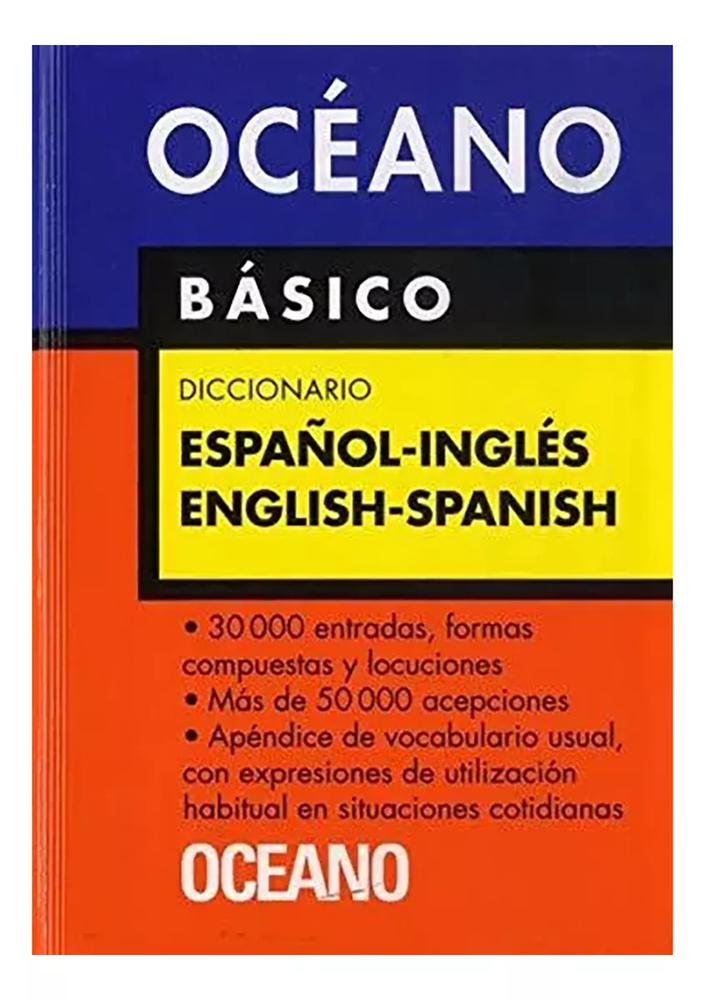 OCÉANO
BÁSICO
DICCIONARIO
ESPAÑOL-INGLÉS
ENGLISH-SPANISH
• 30 000 entradas, formas
compuestas y locuciones
• Más de 50 000 acepciones
• Apéndice de vocabulario usual,
con expresiones de utilización
habitual en situaciones cotidianas
OCEANO